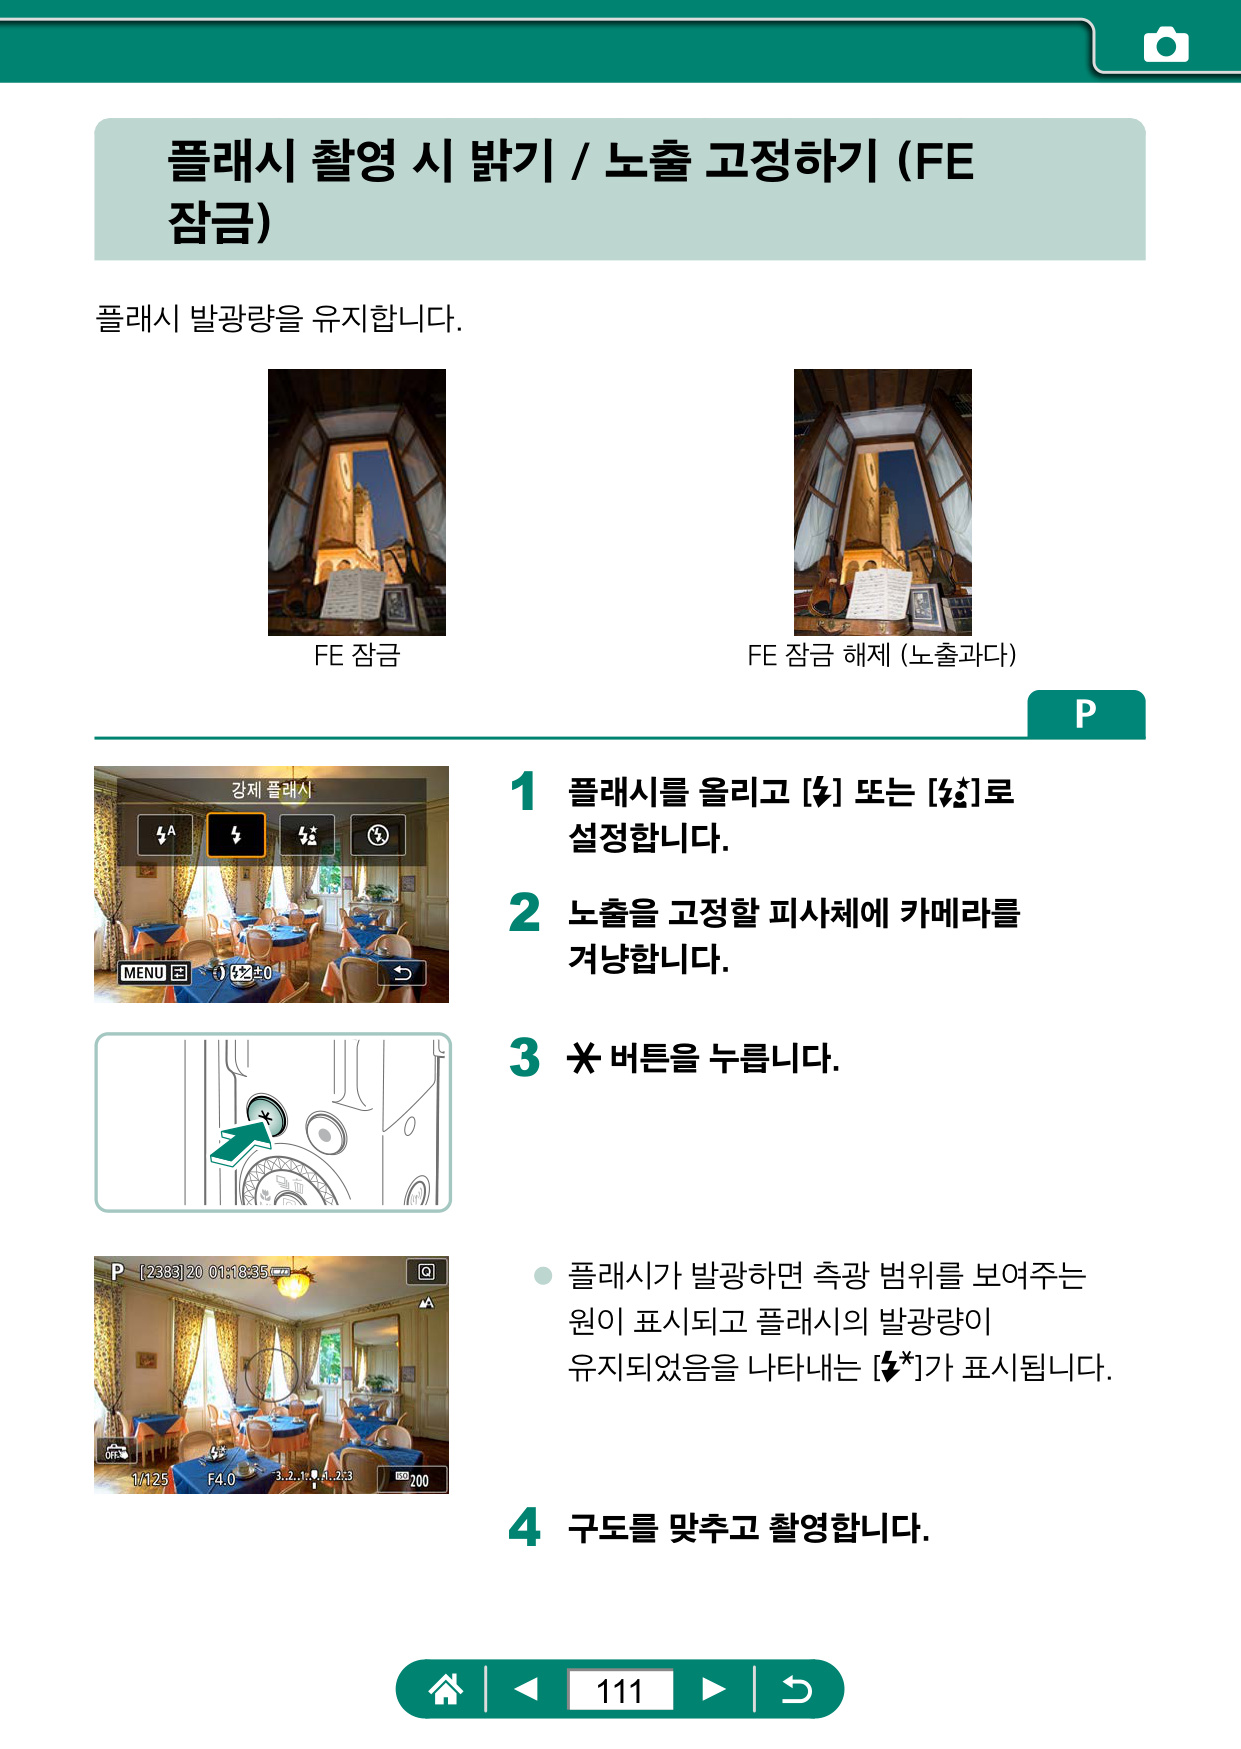 플래시 촬영 시 밝기 / 노출 고정하기 (FE
잠금)
플래시 발광량을 유지합니다.
FE 잠금
FE 잠금 해제 (노출과다)
P
강제 플래시
A
MENU
±0
1 플래시를 올리고 [] 또는 []로
설정합니다.
2 노출을 고정할 피사체에 카메라를
겨냥합니다.
3 * 버튼을 누릅니다.
P [2383]20 01:18:35
Q
OFF
1/125 F4.0 -3..2..1..0..1..2..:3 ISO 200
● 플래시가 발광하면 측광 범위를 보여주는
원이 표시되고 플래시의 발광량이
유지되었음을 나타내는 [*]가 표시됩니다.
4 구도를 맞추고 촬영합니다.
111